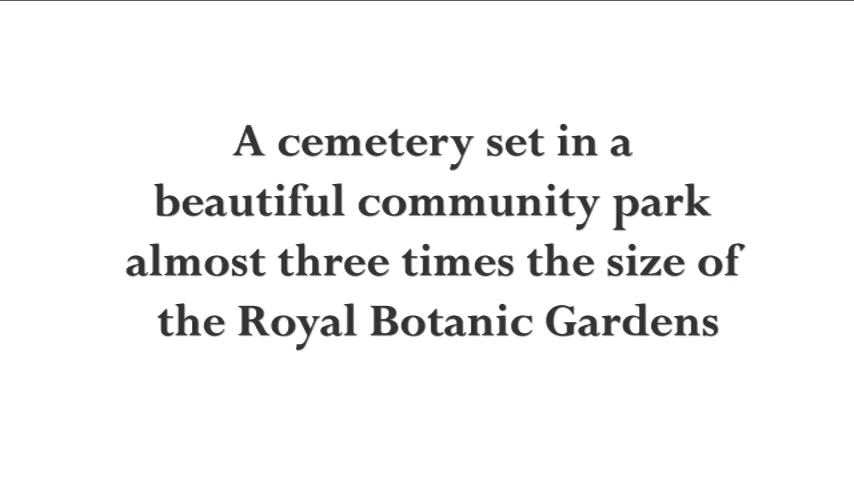 A cemetery set in a
beautiful community park
almost three times the size of
the Royal Botanic Gardens